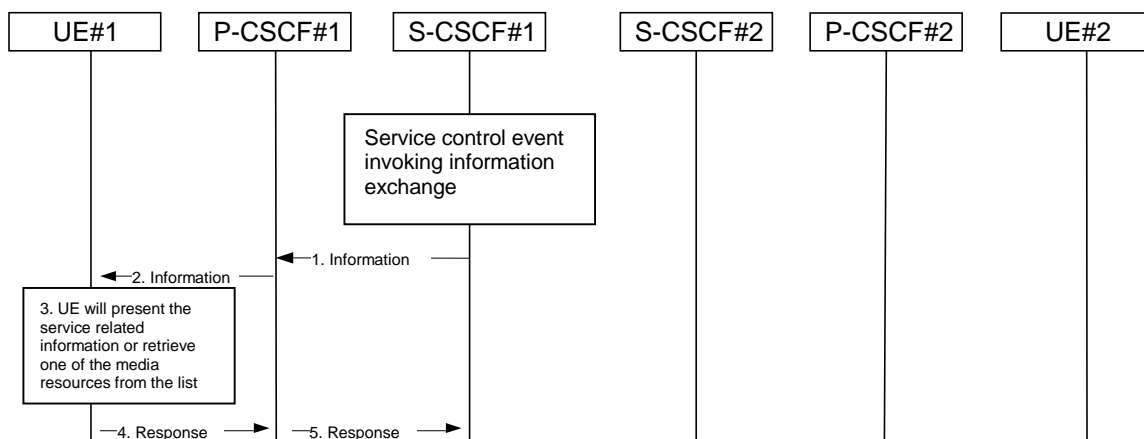 UE#1
P-CSCF#1
S-CSCF#1
S-CSCF#2
P-CSCF#2
UE#2
Service control event
invoking information
exchange
1. Information
2. Information
3. UE will present the
service related
information or retrieve
one of the media
resources from the list
4. Response
5. Response